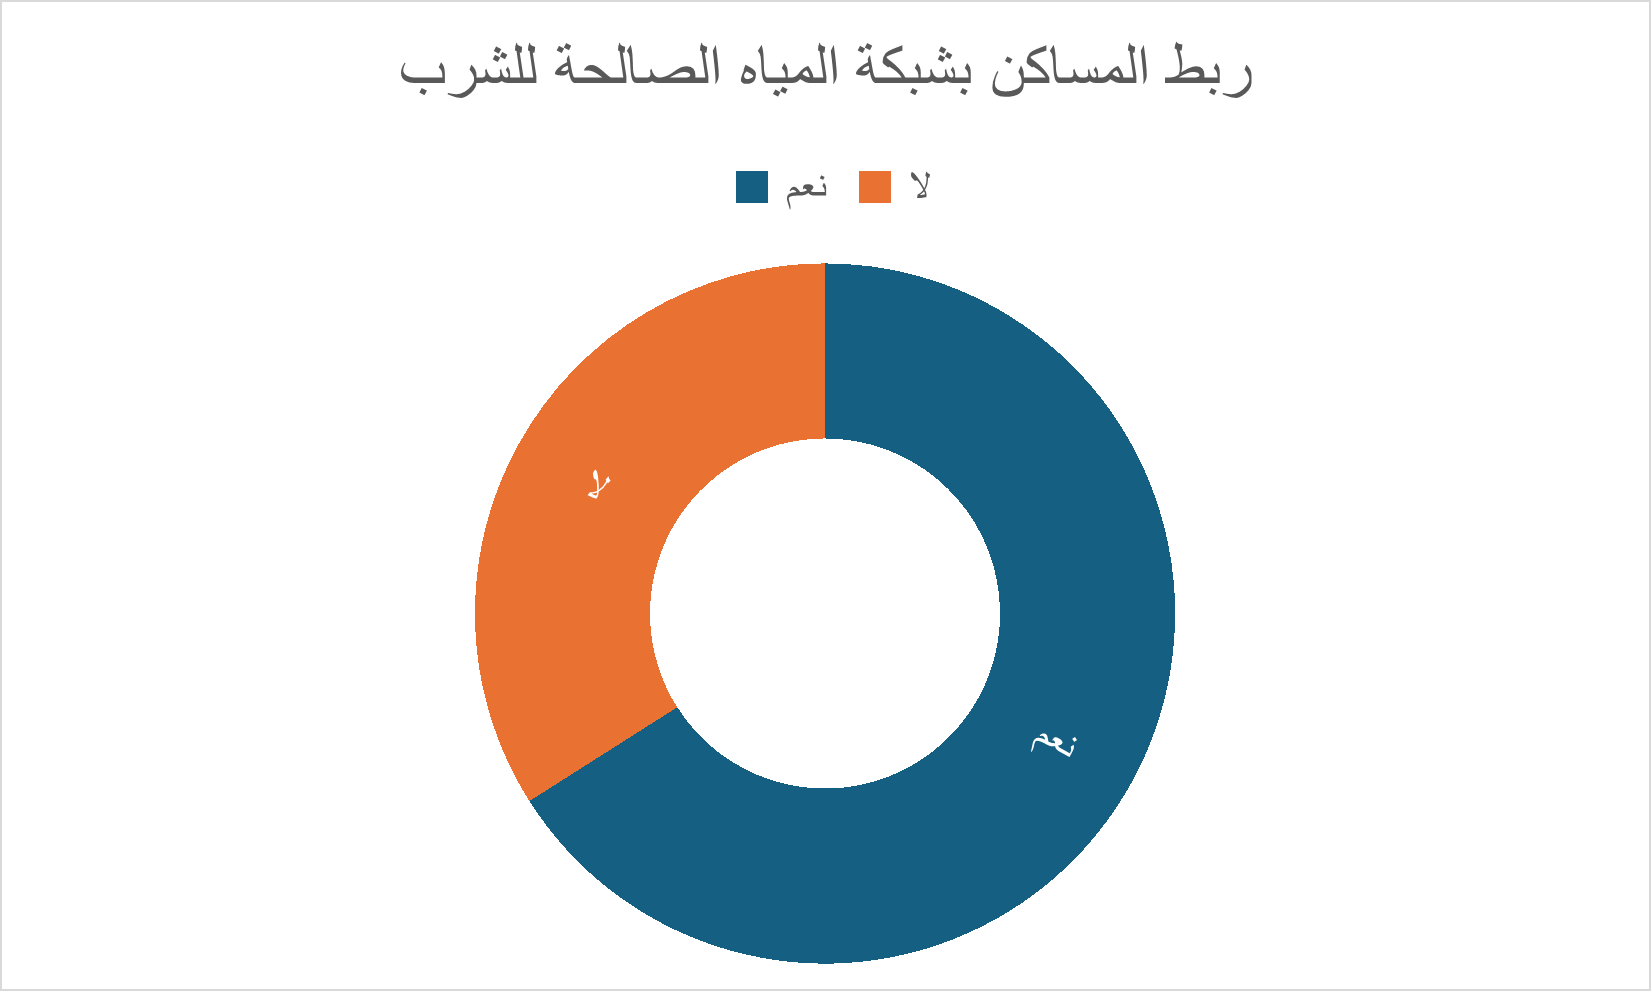 ربط المساكن بشبكة المياه الصالحة للشرب
نعم لا
لا
نعم